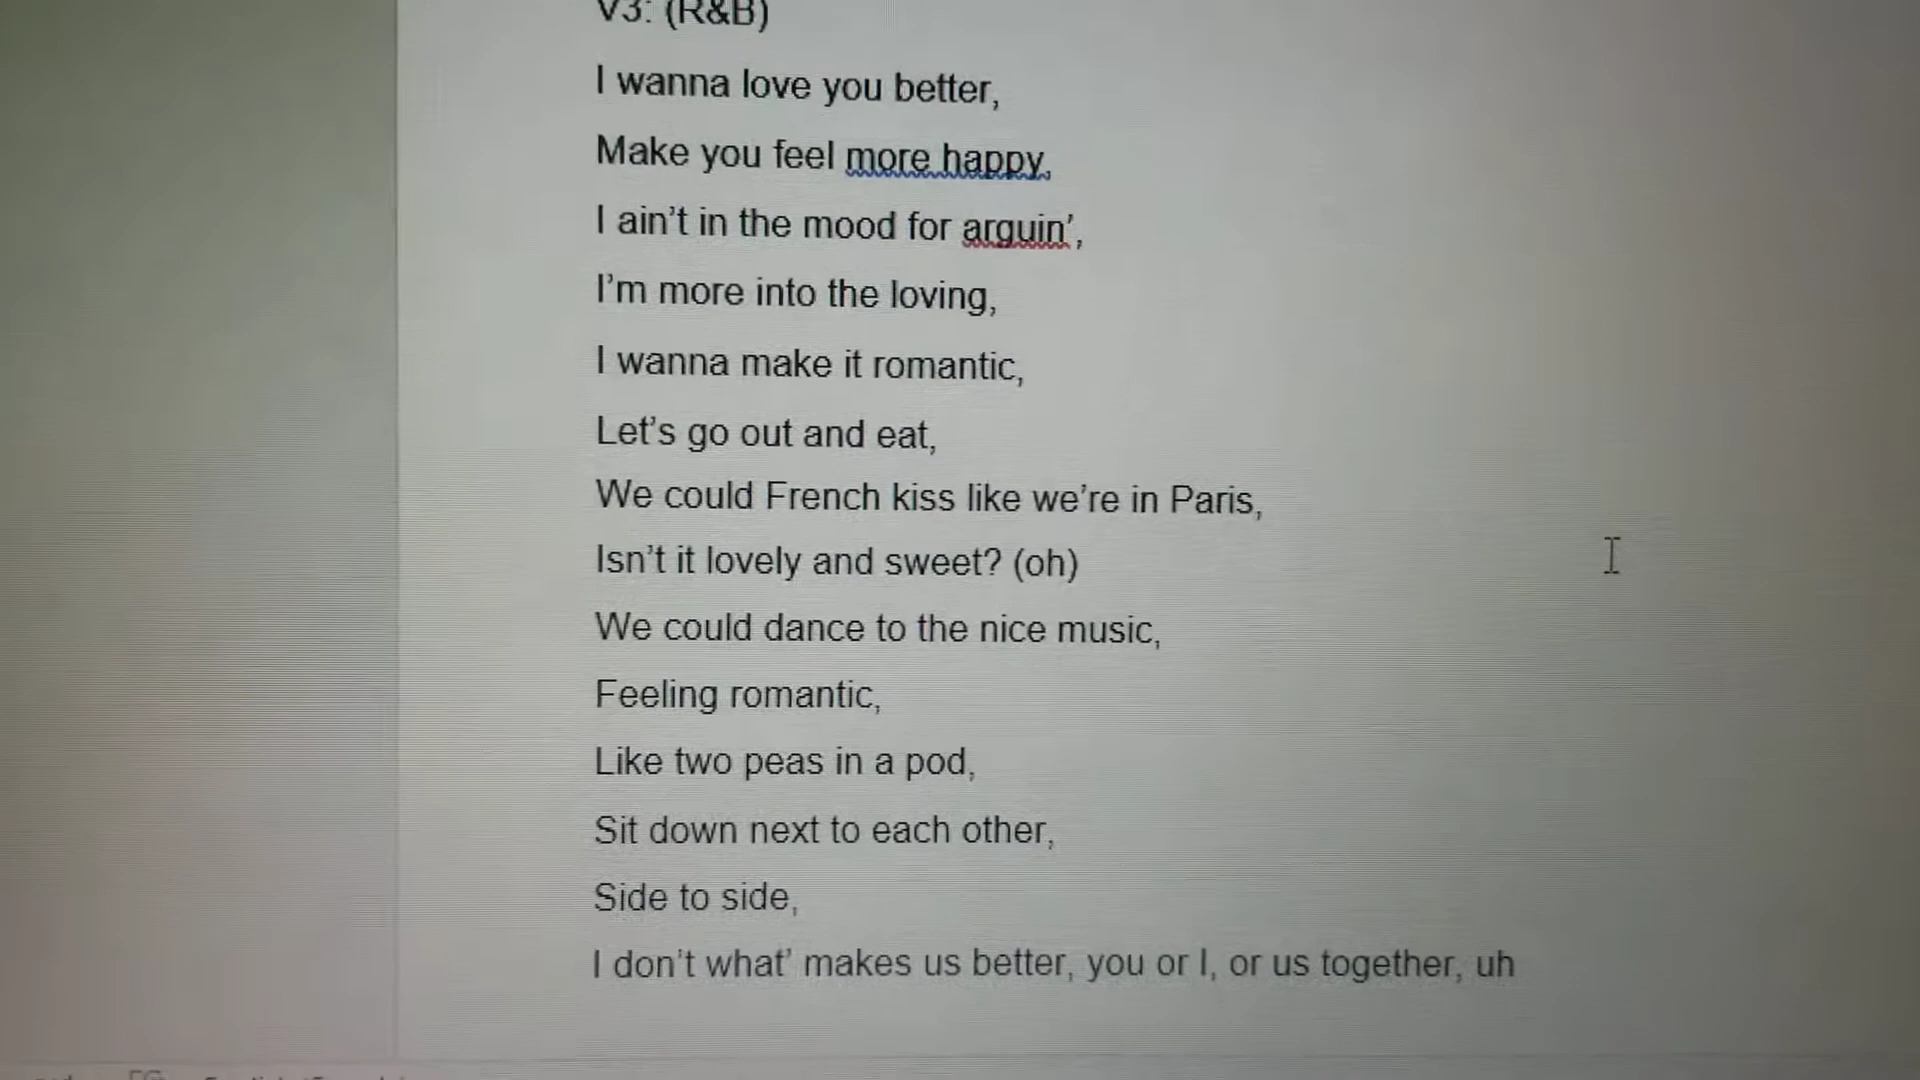 V3: (R&B)
I wanna love you better,
Make you feel more happy,
I ain’t in the mood for arguin’,
I’m more into the loving,
I wanna make it romantic,
Let’s go out and eat,
We could French kiss like we’re in Paris,
Isn’t it lovely and sweet? (oh)
We could dance to the nice music,
Feeling romantic,
Like two peas in a pod,
Sit down next to each other,
Side to side,
I don’t what’ makes us better, you or I, or us together, uh